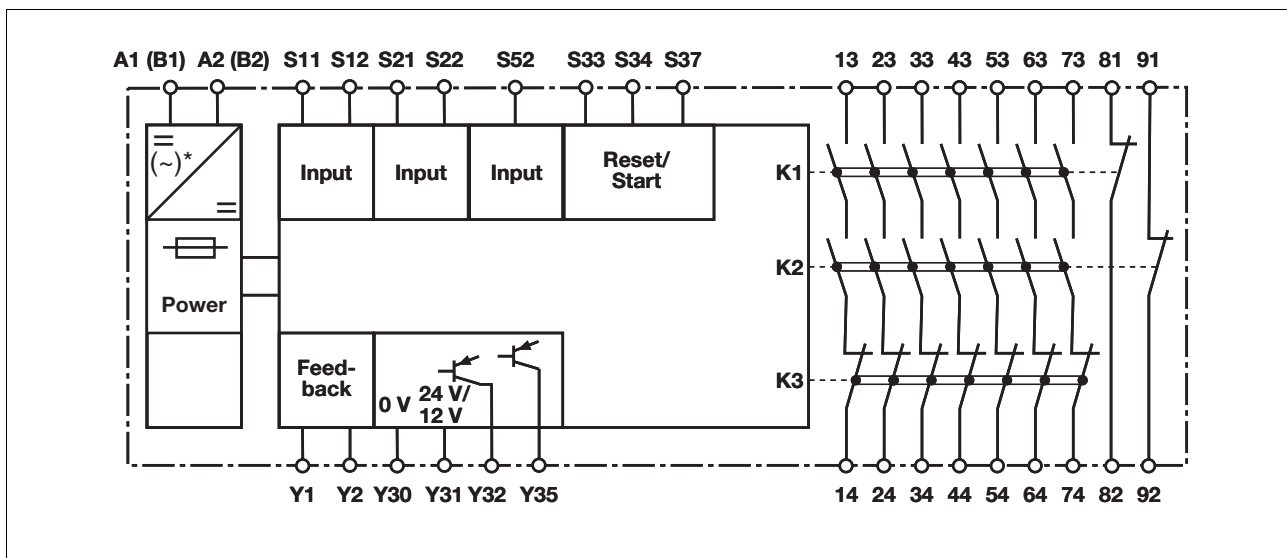 A1 (B1) A2 (B2) S11 S12 S21 S22 S52 S33 S34 S37 13 23 33 43 53 63 73 81 91
=
(~)*
=
Input Input Input Reset/
Start
K1
K2
Power
Feed-
back
0 V 24 V/
12 V
K3
Y1 Y2 Y30 Y31 Y32 Y35 14 24 34 44 54 64 74 82 92